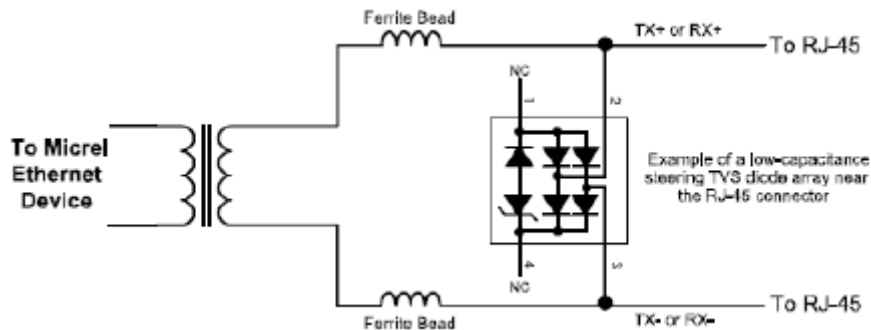 Ferrite Bead
TX+ or RX+
To RJ-45
NC
1
2
To Micrel
Ethernet
Device
Example of a low-capacitance
steering TVS diode array near
the RJ-45 connector
4
3
NC
To RJ-45
TX- or RX-
Ferrite Bead